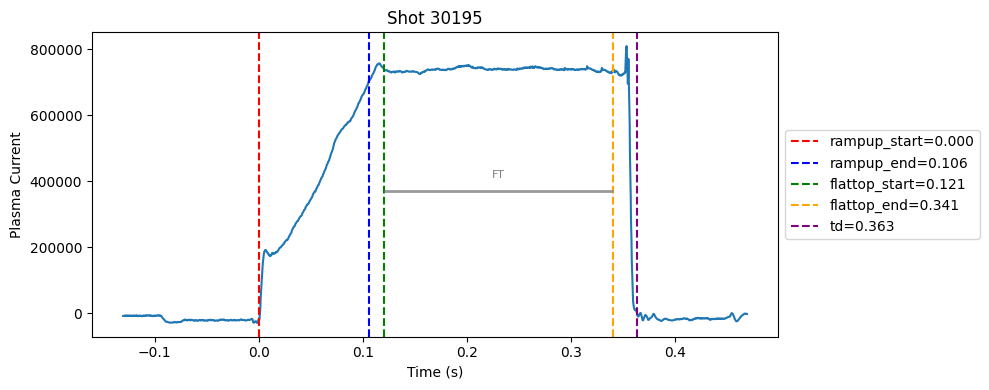 Shot 30195
Plasma Current
800000
600000
400000
200000
0
FT
−0.1
0.0
0.1
0.2
0.3
0.4
Time (s)
rampup_start=0.000
rampup_end=0.106
flattop_start=0.121
flattop_end=0.341
td=0.363